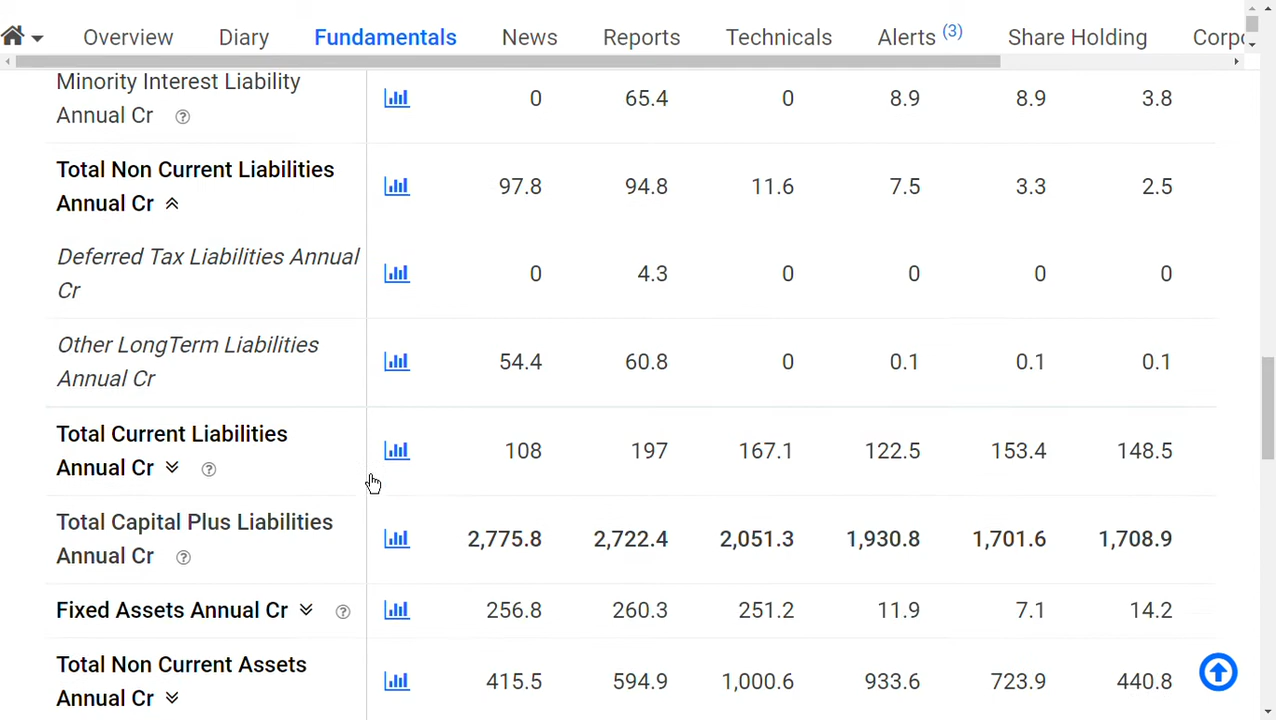 Overview Diary Fundamentals News Reports Technicals Alerts (3) Share Holding Corpo
Minority Interest Liability
Annual Cr 0 65.4 0 8.9 8.9 3.8
Total Non Current Liabilities
Annual Cr 97.8 94.8 11.6 7.5 3.3 2.5
Deferred Tax Liabilities Annual
Cr 0 4.3 0 0 0 0
Other LongTerm Liabilities
Annual Cr 54.4 60.8 0 0.1 0.1 0.1
Total Current Liabilities
Annual Cr 108 197 167.1 122.5 153.4 148.5
Total Capital Plus Liabilities
Annual Cr 2,775.8 2,722.4 2,051.3 1,930.8 1,701.6 1,708.9
Fixed Assets Annual Cr 256.8 260.3 251.2 11.9 7.1 14.2
Total Non Current Assets
Annual Cr 415.5 594.9 1,000.6 933.6 723.9 440.8